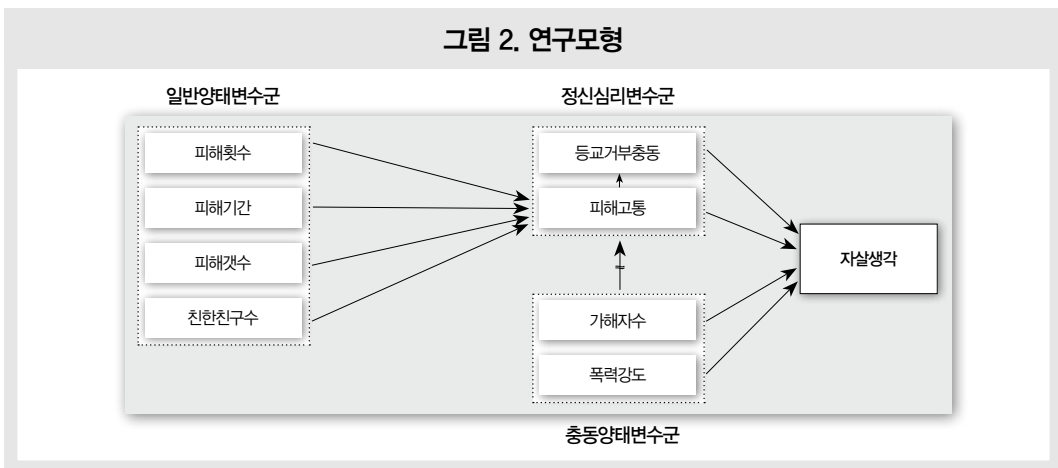 그림 2. 연구모형
일반양태변수군
정신심리변수군
피해횟수
피해기간
피해갯수
친한친구수
등교거부충동
피해고통
가해자수
폭력강도
자살생각
충동양태변수군